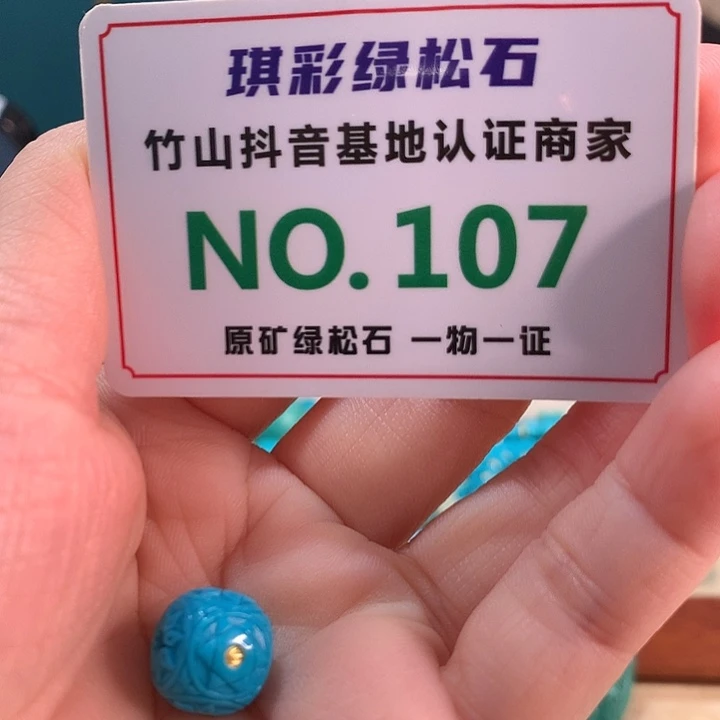 琪彩绿松石
竹山抖音基地认证商家
NO.107
原矿绿松石 一物一证